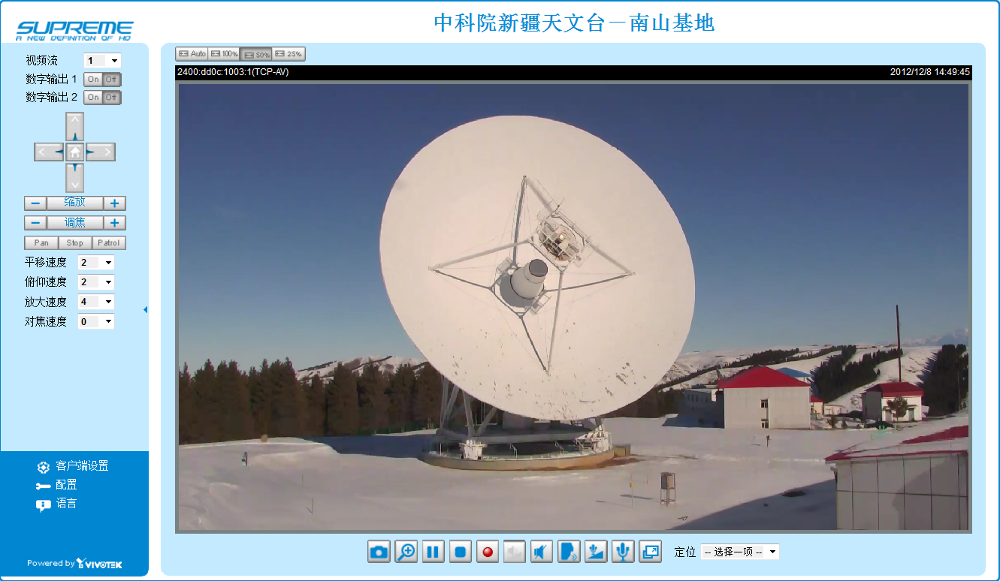 SUPREME
A NEW DEFINITION OF HD
中科院新疆天文台－南山基地
视频流 1
数字输出 1 On Off
数字输出 2 On Off
缩放
调焦
Pan Stop Patrol
平移速度 2
俯仰速度 2
放大速度 4
对焦速度 0
客户端设置
配置
语言
Powered by VIVOTEK
Auto 100% 50% 25%
2400:dd0c:1003:1(TCP-AV) 2012/12/8 14:49:45
定位 -- 选择一项 --